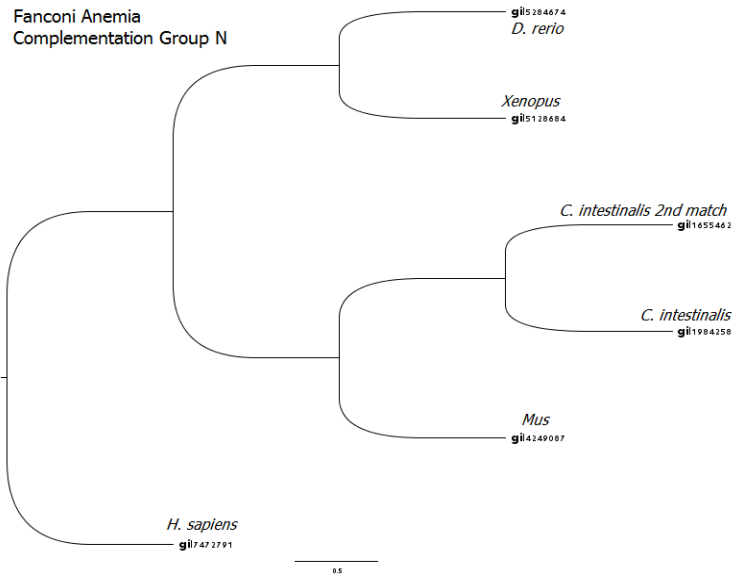 Fanconi Anemia
Complementation Group N
gi|5284674
D. rerio
Xenopus
gi|5128684
C. intestinalis 2nd match
gi|1655462
C. intestinalis
gi|1984258
Mus
gi|4249087
H. sapiens
gi|7472791
0.5